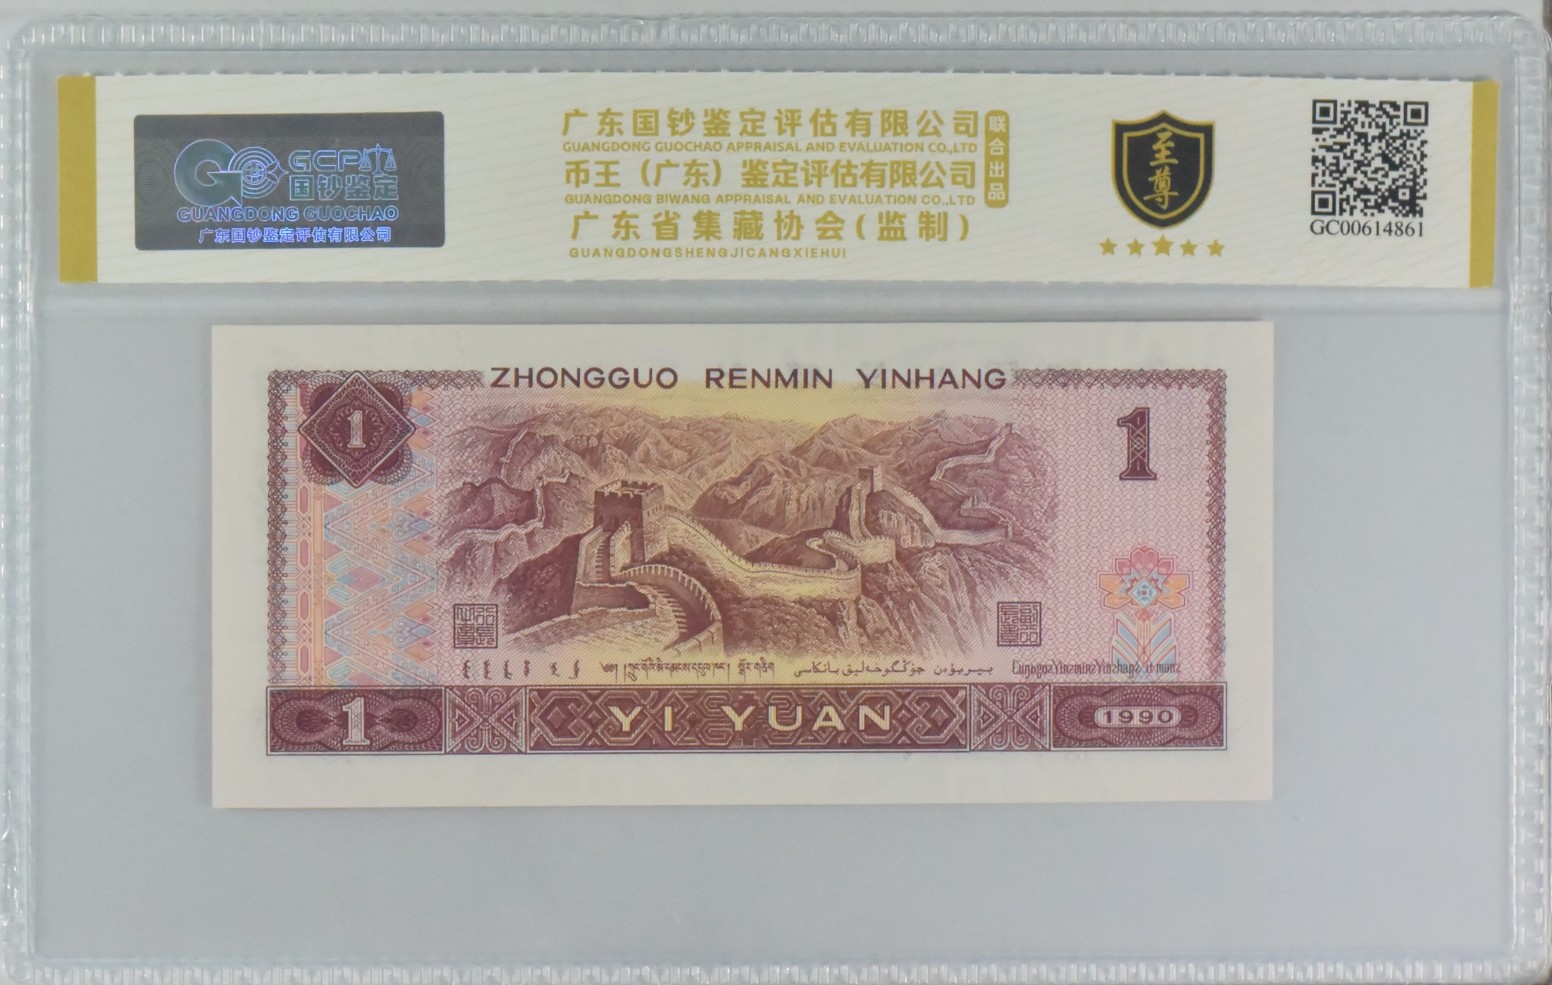 GCP
国钞鉴定
GUANGDONG GUOCHAO
广东国钞鉴定评估有限公司
广东国钞鉴定评估有限公司
GUANGDONG GUOCHAO APPRAISAL AND EVALUATION CO.,LTD
币王（广东）鉴定评估有限公司
GUANGDONG BIWANG APPRAISAL AND EVALUATION CO.,LTD
广东省集藏协会(监制)
GUANGDONGSHENGJICANGXIEHUI
联合出品
至尊
GC00614861
ZHONGGUO RENMIN YINHANG
1
1
1
YI YUAN
1990